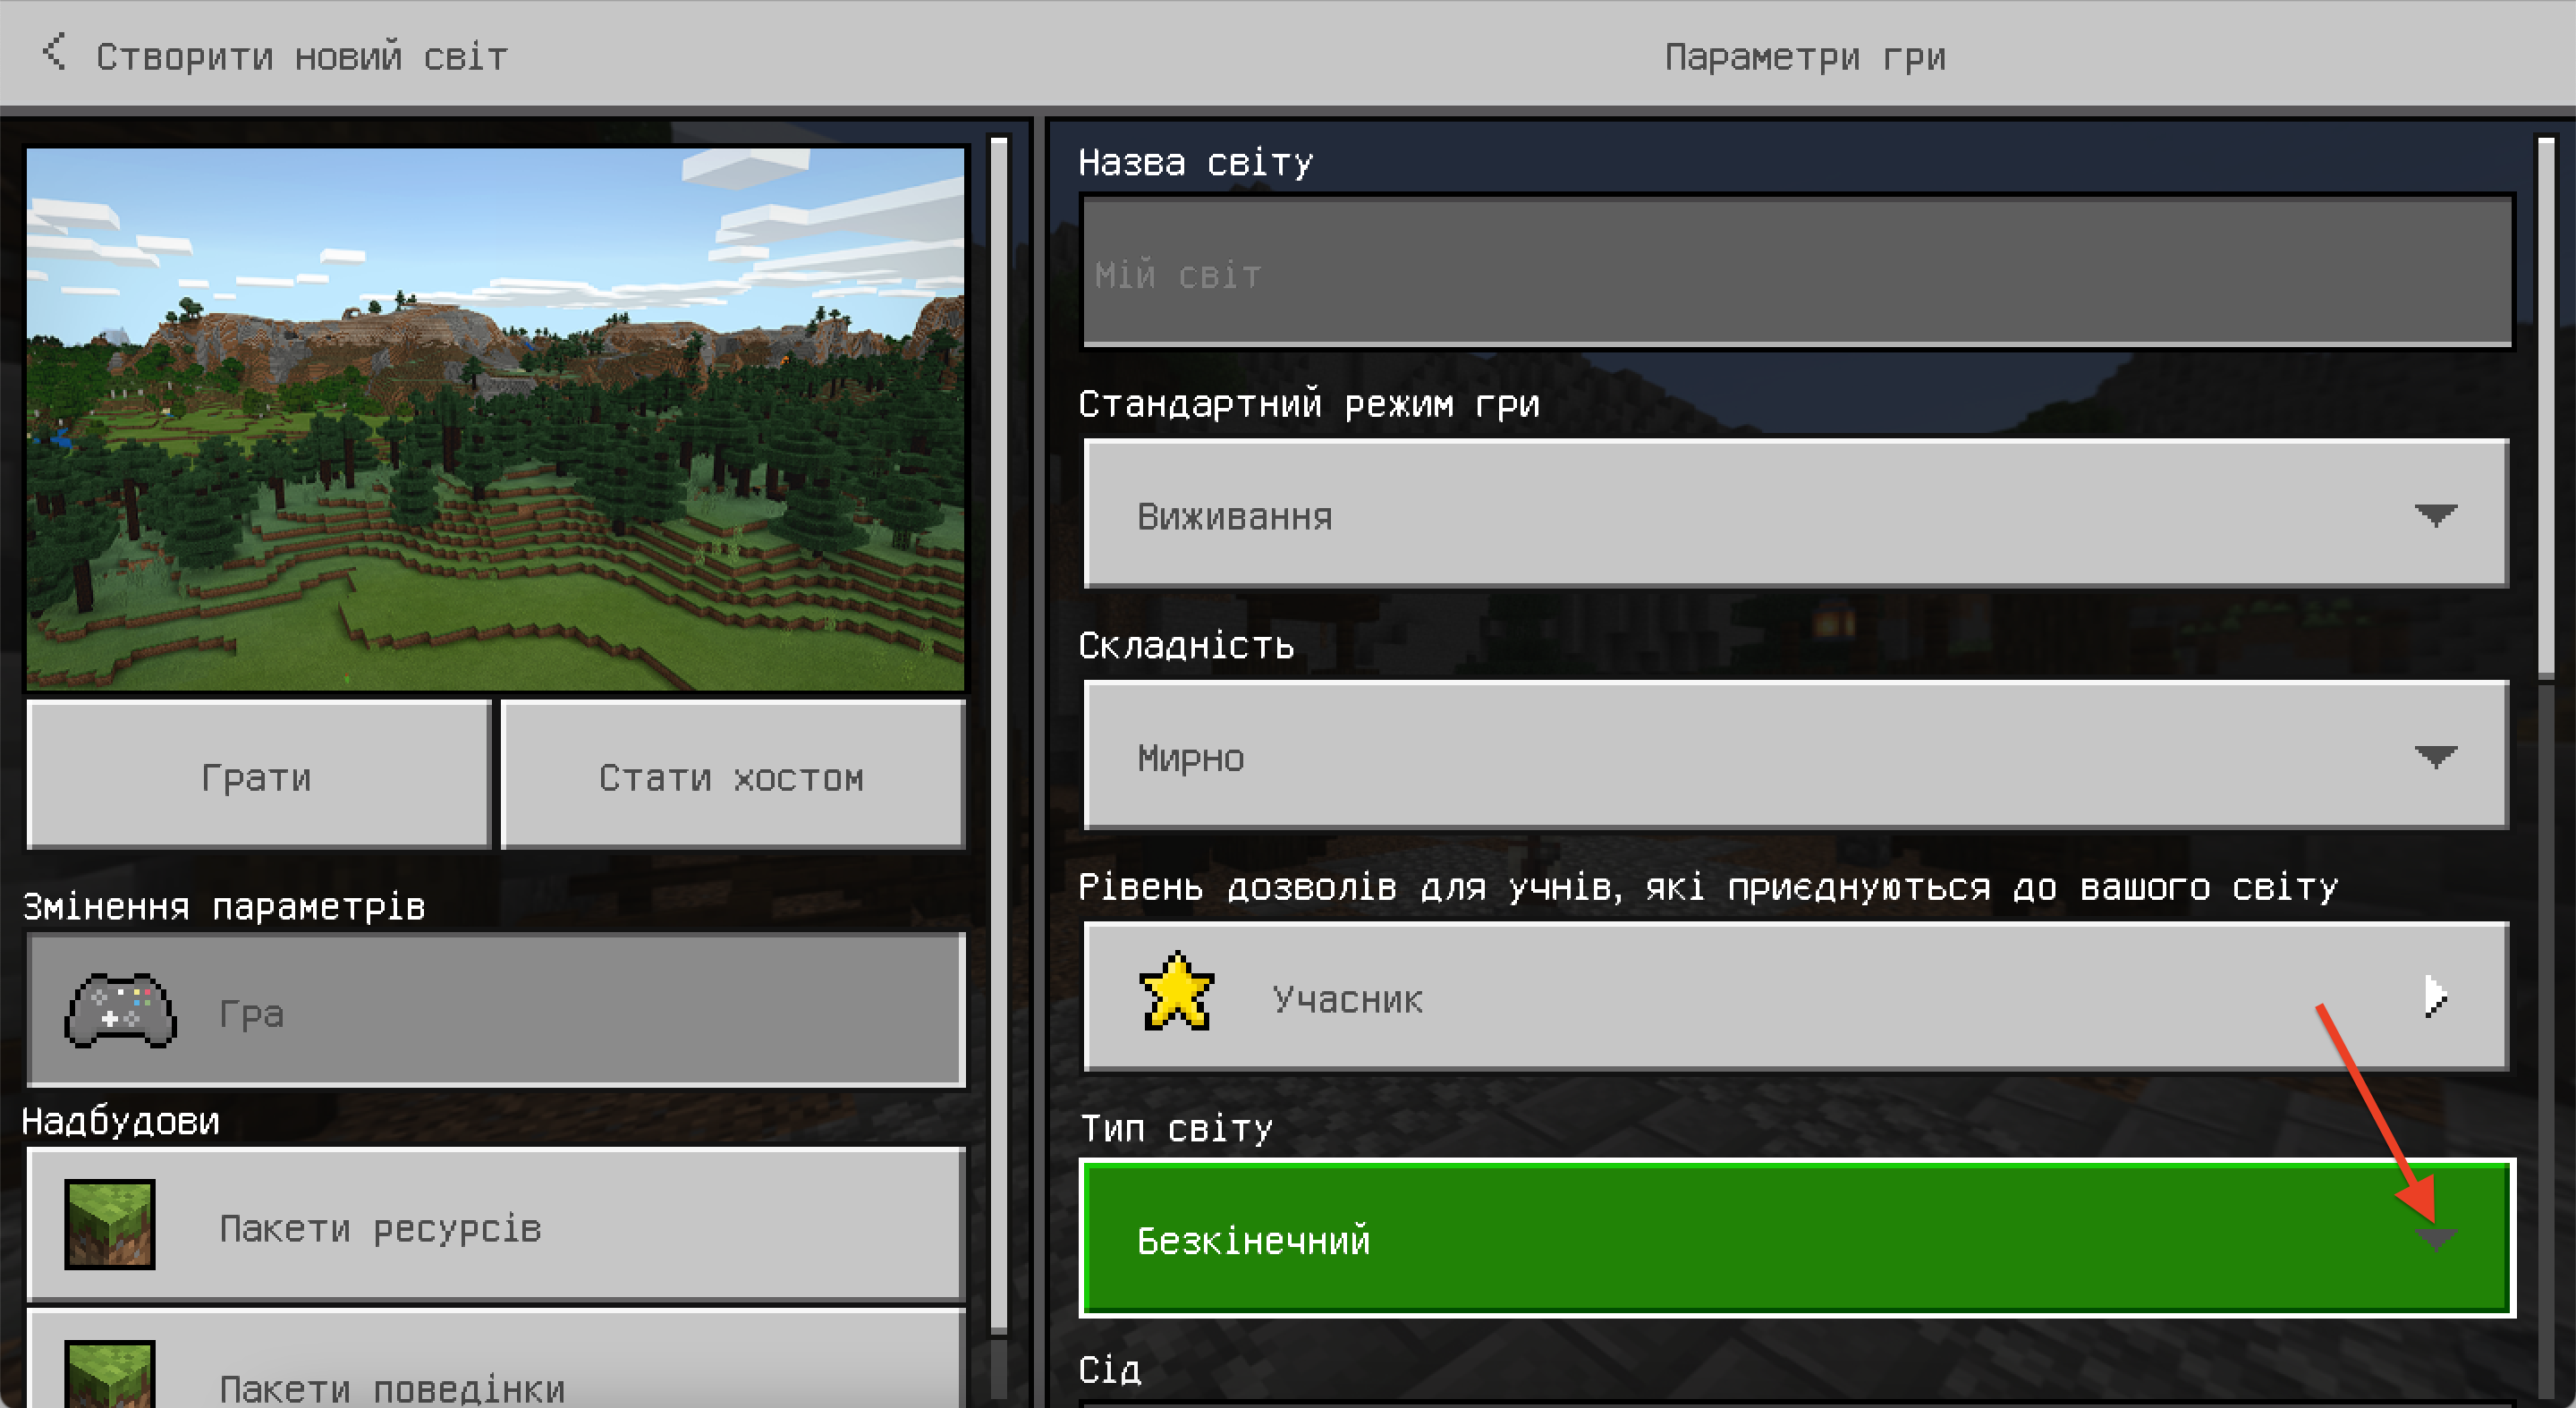 Створити новий світ
Параметри гри
Грати
Стати хостом
Змінення параметрів
Гра
Надбудови
Пакети ресурсів
Пакети поведінки
Назва світу
Мій світ
Стандартний режим гри
Виживання
Складність
Мирно
Рівень дозволів для учнів, які приєднуються до вашого світу
Учасник
Тип світу
Безкінечний
Сід